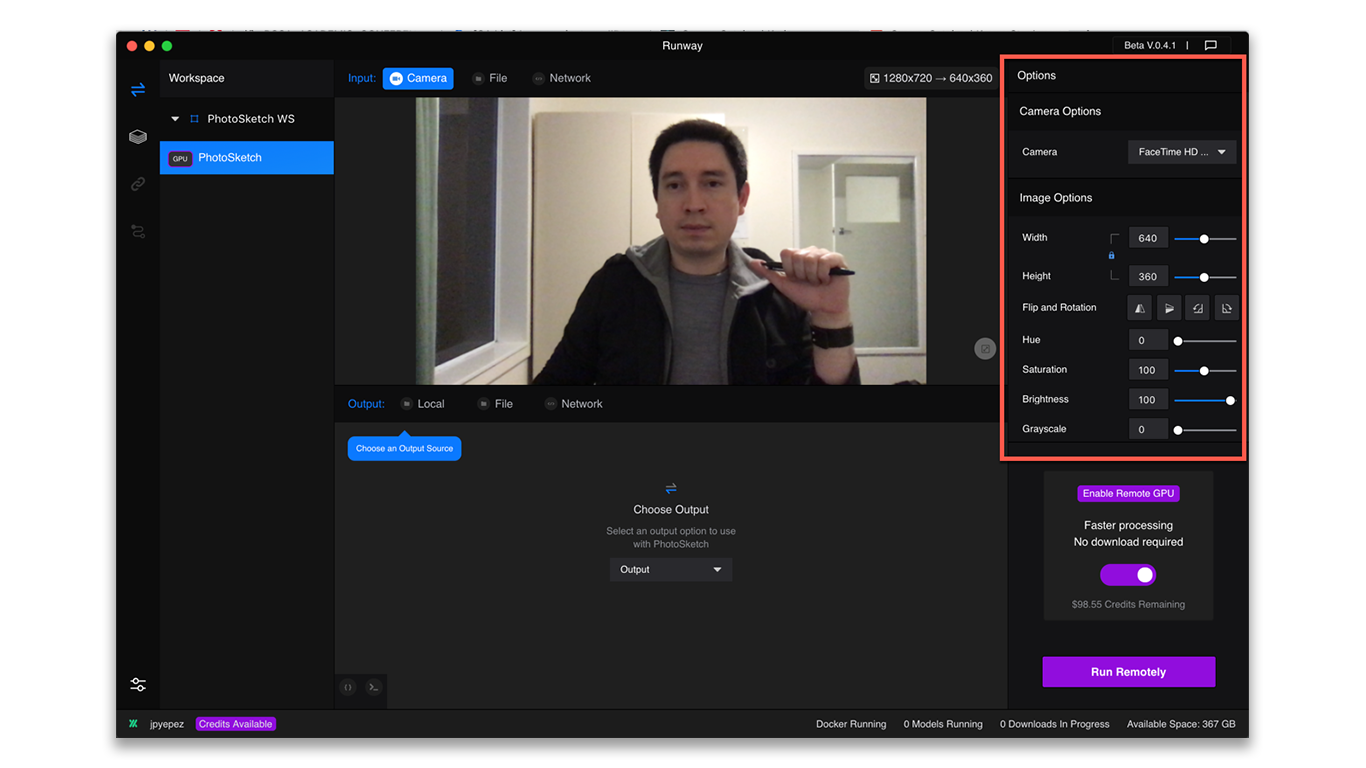 Runway
Beta V.0.4.1 |
Workspace
Input: Camera File Network
1280x720 → 640x360
PhotoSketch WS
GPU PhotoSketch
Options
Camera Options
Camera FaceTime HD ...
Image Options
Width 640
Height 360
Flip and Rotation
Hue 0
Saturation 100
Brightness 100
Grayscale 0
Output: Local File Network
Choose an Output Source
Choose Output
Select an output option to use
with PhotoSketch
Output
Enable Remote GPU
Faster processing
No download required
$98.55 Credits Remaining
Run Remotely
jpyepez Credits Available
Docker Running 0 Models Running 0 Downloads In Progress Available Space: 367 GB